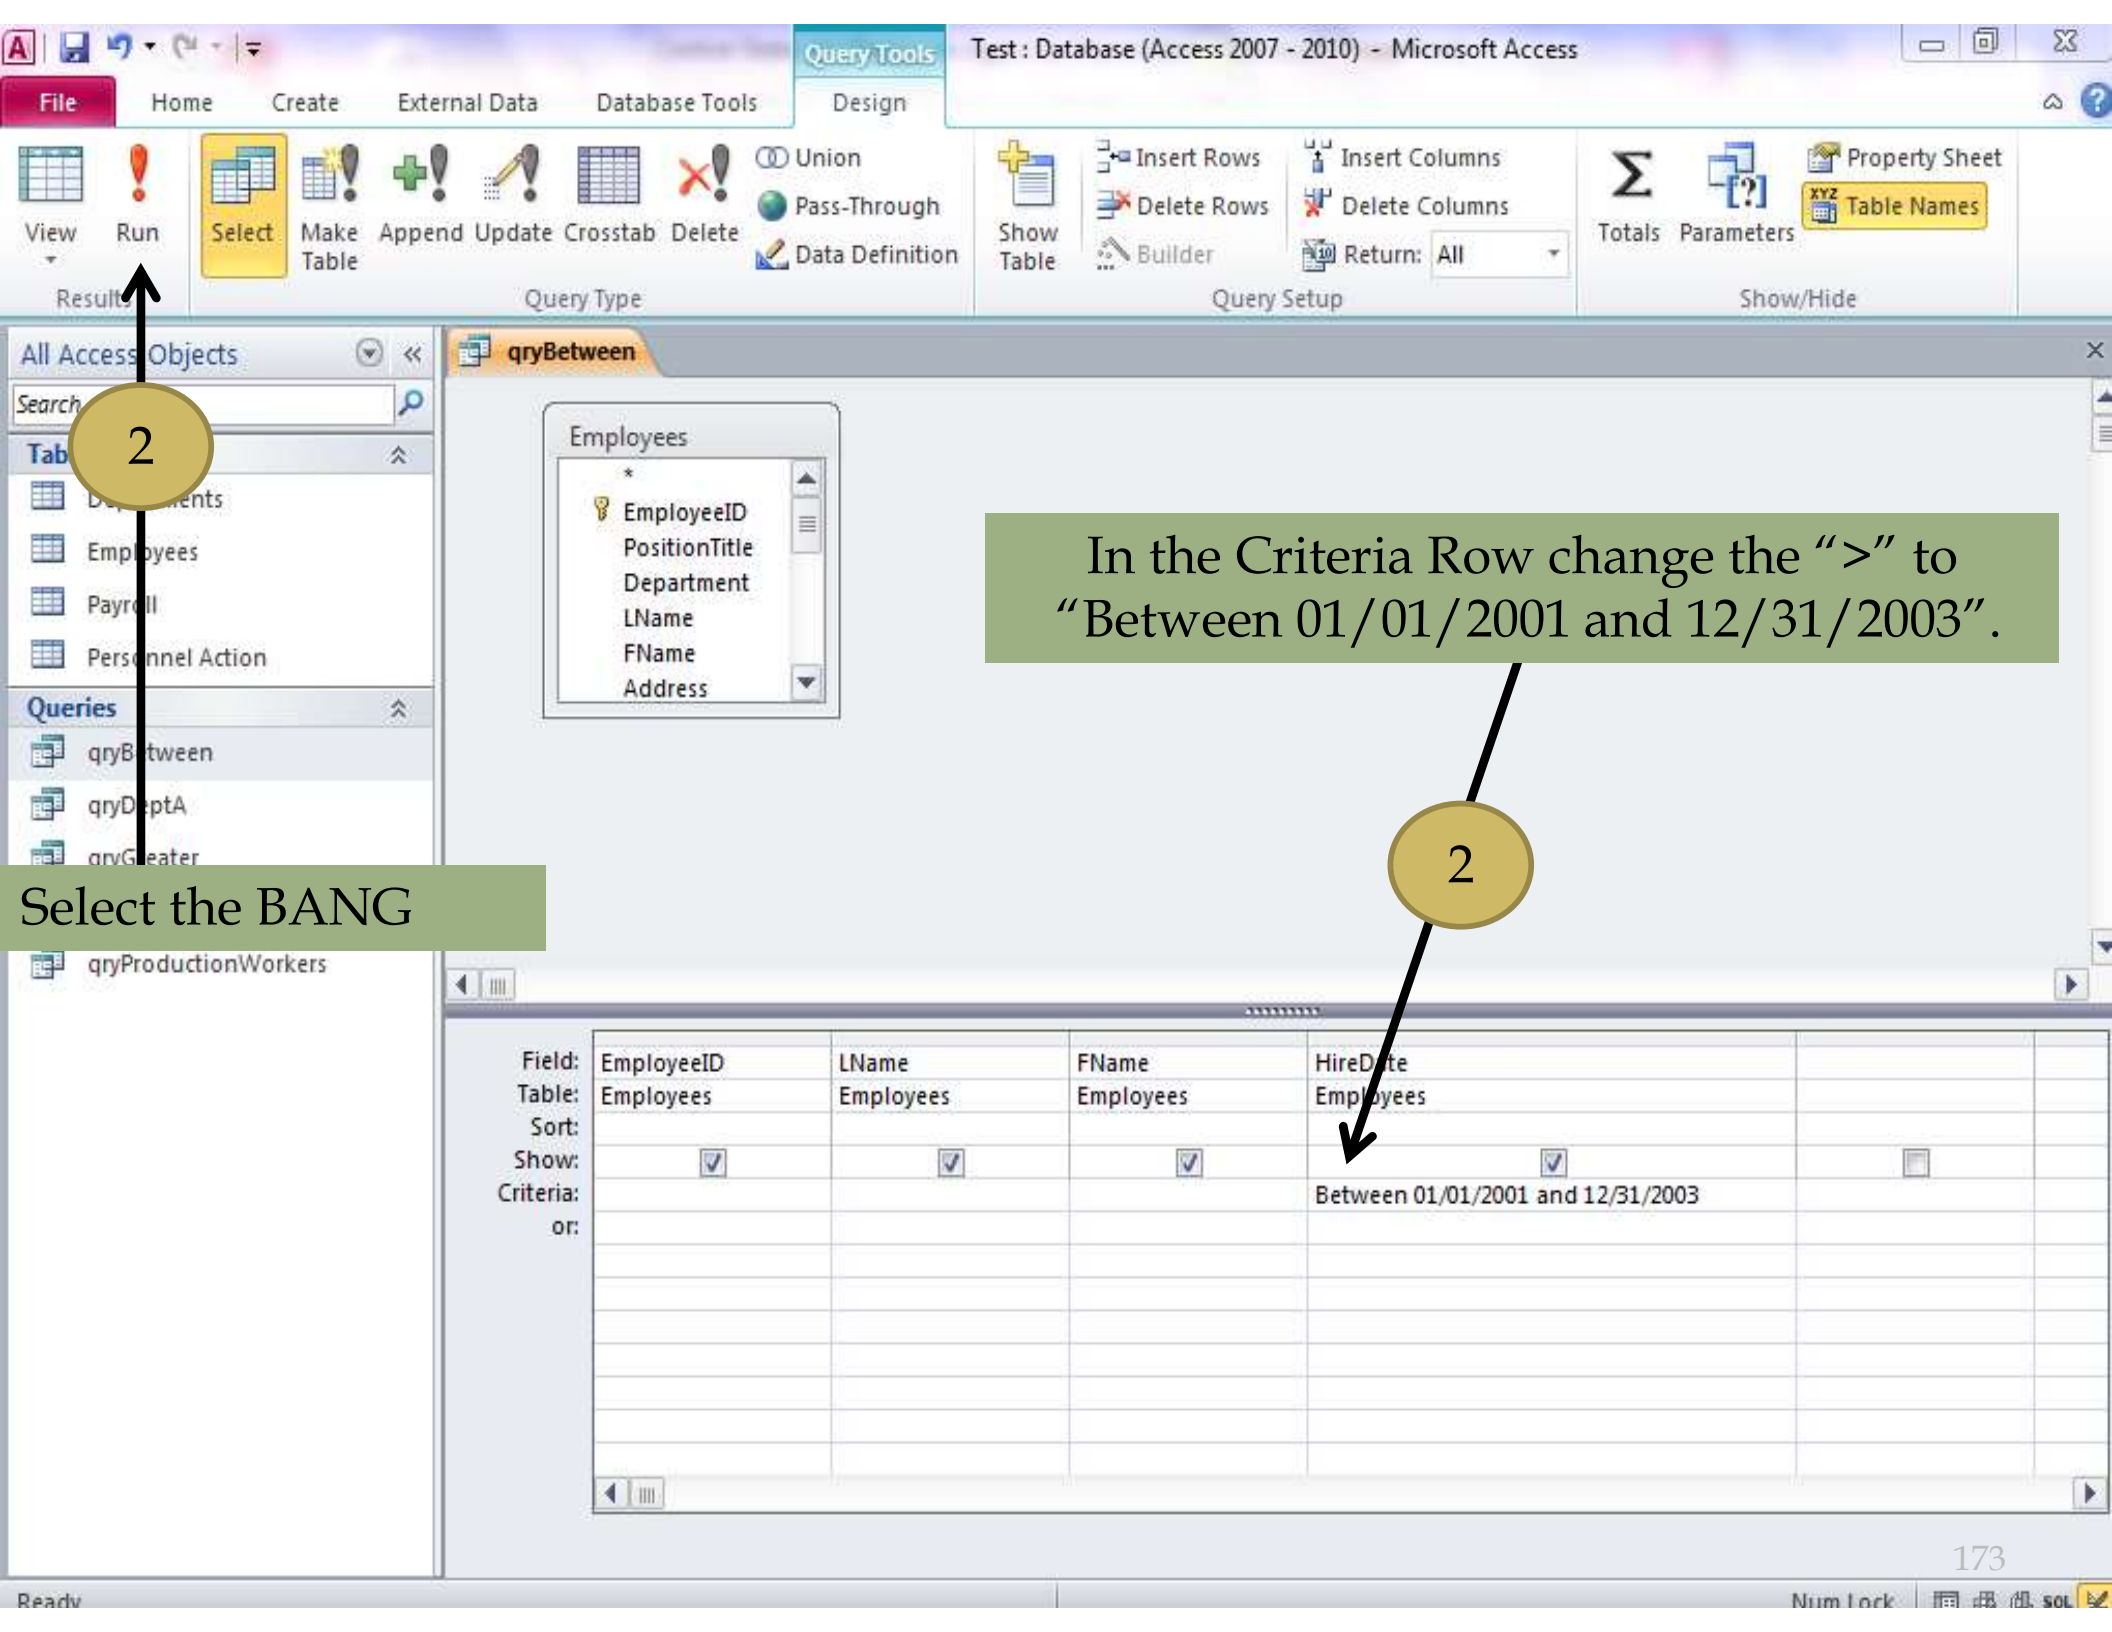 Query Tools
Test : Database (Access 2007 - 2010) - Microsoft Access
File Home Create External Data Database Tools Design
View Run Select Make Table Append Update Crosstab Delete
Union
Pass-Through
Data Definition
Show Table
Insert Rows
Delete Rows
Builder
Insert Columns
Delete Columns
Return: All
Totals Parameters
Property Sheet
Table Names
Query Type Query Setup Show/Hide
All Access Objects
qryBetween
Search
2
Employees
Employees
Payroll
Personnel Action
Queries
qryBetween
qryDeptA
qryGreater
Select the BANG
qryProductionWorkers
Employees
*
EmployeeID
PositionTitle
Department
LName
FName
Address
In the Criteria Row change the “>” to
“Between 01/01/2001 and 12/31/2003”.
2
Field: EmployeeID LName FName HireDate
Table: Employees Employees Employees Employees
Sort:
Show:
Criteria: Between 01/01/2001 and 12/31/2003
or:
173
Ready Num Lock SQL